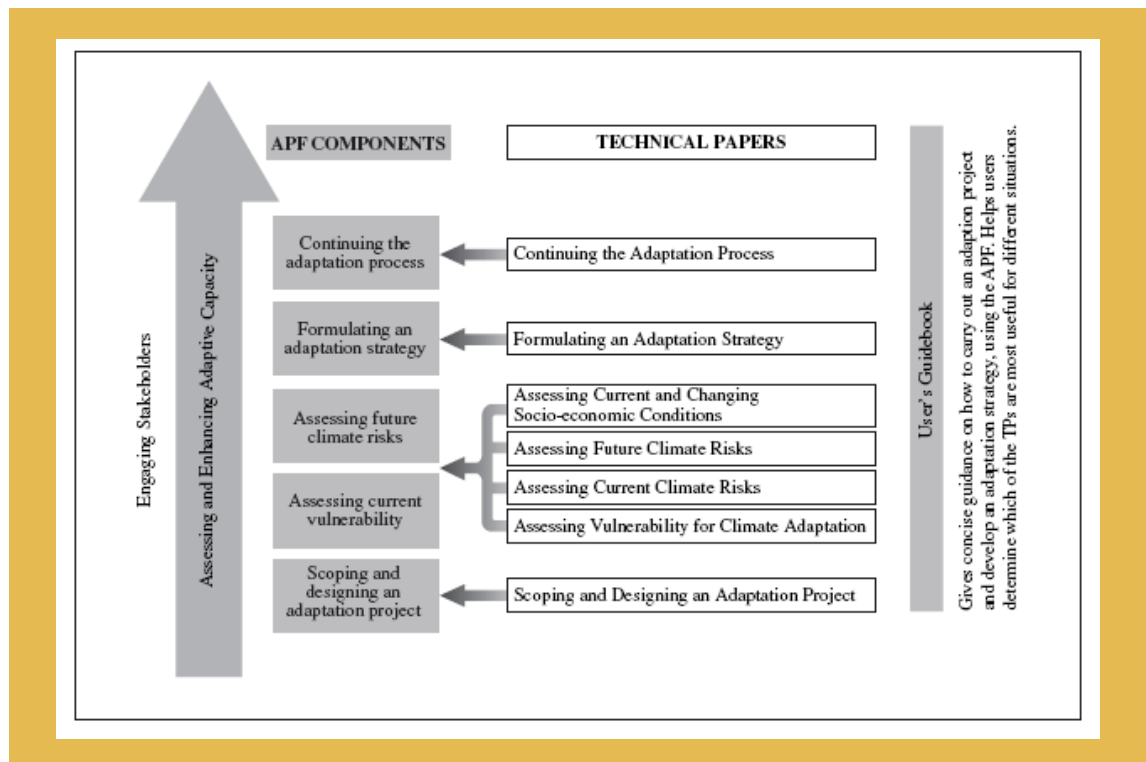 APF COMPONENTS
TECHNICAL PAPERS
Engaging Stakeholders
Assessing and Enhancing Adaptive Capacity
Continuing the
adaptation process
Continuing the Adaptation Process
Formulating an
adaptation strategy
Formulating an Adaptation Strategy
Assessing future
climate risks
Assessing current
vulnerability
Assessing Current and Changing
Socio-economic Conditions
Assessing Future Climate Risks
Assessing Current Climate Risks
Assessing Vulnerability for Climate Adaptation
Scoping and
designing an
adaptation project
Scoping and Designing an Adaptation Project
User's Guidebook
Gives concise guidance on how to carry out an adaption project
and develop an adaptation strategy, using the APF. Helps users
determine which of the TPs are most useful for different situations.